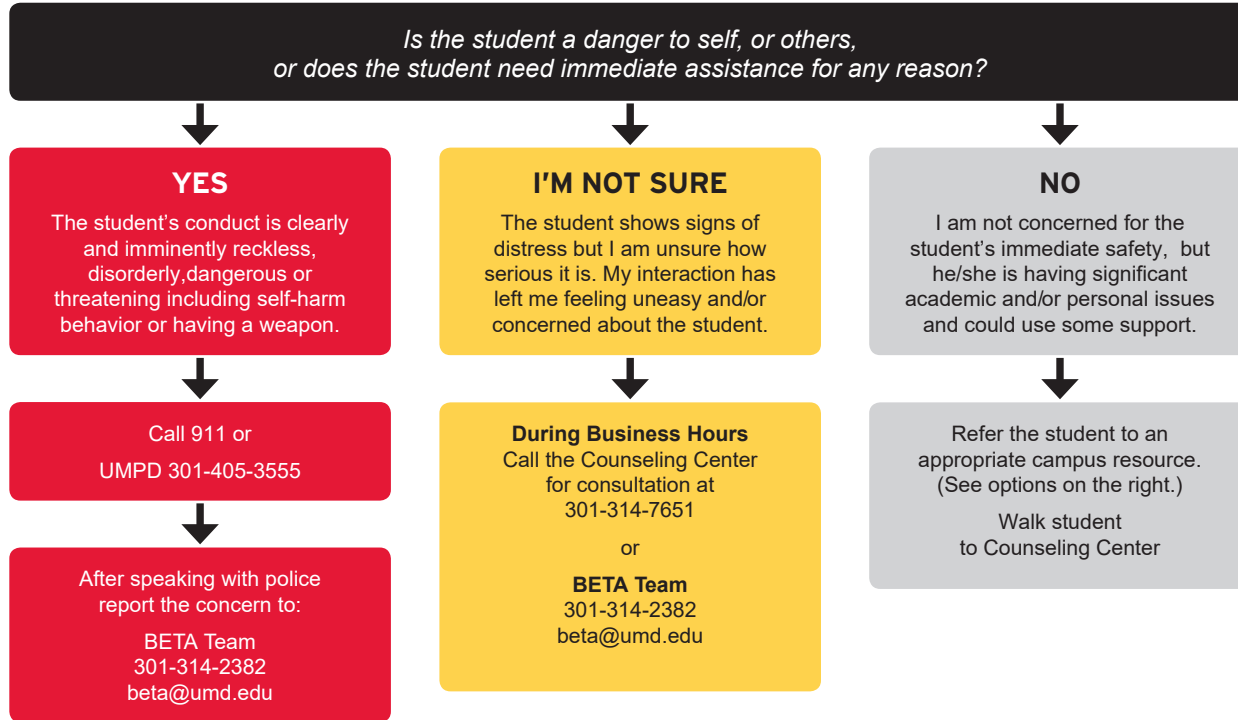 Is the student a danger to self, or others,
or does the student need immediate assistance for any reason?
YES
The student’s conduct is clearly
and imminently reckless,
disorderly,dangerous or
threatening including self-harm
behavior or having a weapon.
Call 911 or
UMPD 301-405-3555
After speaking with police
report the concern to:
BETA Team
301-314-2382
beta@umd.edu
I’M NOT SURE
The student shows signs of
distress but I am unsure how
serious it is. My interaction has
left me feeling uneasy and/or
concerned about the student.
During Business Hours
Call the Counseling Center
for consultation at
301-314-7651
or
BETA Team
301-314-2382
beta@umd.edu
NO
I am not concerned for the
student’s immediate safety, but
he/she is having significant
academic and/or personal issues
and could use some support.
Refer the student to an
appropriate campus resource.
(See options on the right.)
Walk student
to Counseling Center